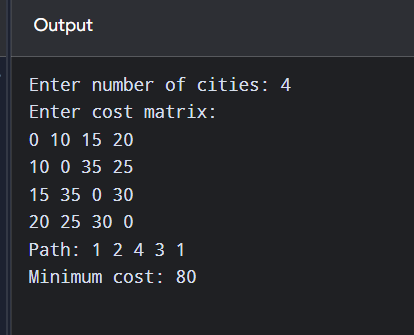 Output
Enter number of cities: 4
Enter cost matrix:
0 10 15 20
10 0 35 25
15 35 0 30
20 25 30 0
Path: 1 2 4 3 1
Minimum cost: 80